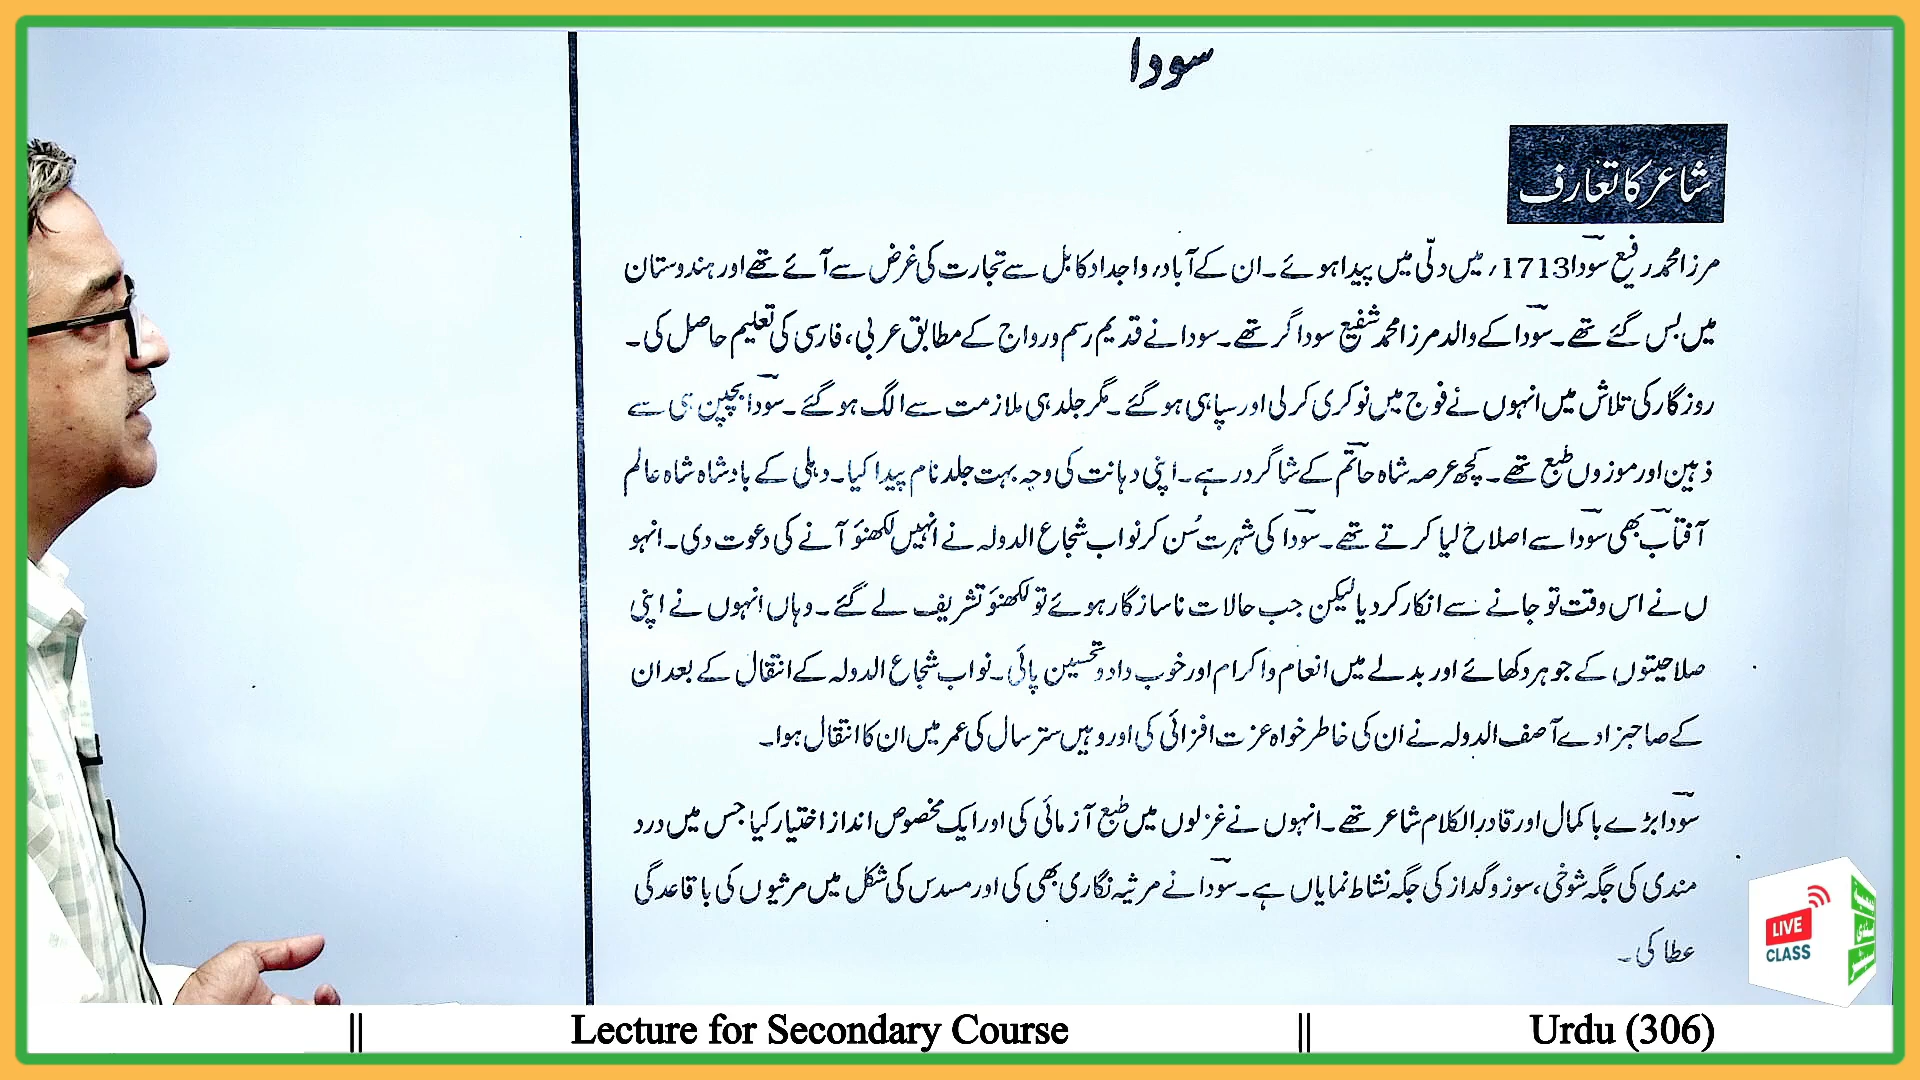 سودا
شاعر کا تعارف
مرزا محمد رفیع سودا 1713ء میں دلّی میں پیدا ہوئے۔ ان کے آباد، واجداد کابل سے تجارت کی غرض سے آئے تھے اور ہندوستان
میں بس گئے تھے۔ سودا کے والد مرزا محمد شفیع سودا گر تھے۔ سودا نے قدیم رسم ورواج کے مطابق عربی، فارسی کی تعلیم حاصل کی۔
روزگار کی تلاش میں انہوں نے فوج میں نوکری کر لی اور سپاہی ہو گئے۔ مگر جلد ہی ملازمت سے الگ ہو گئے۔ سودا بچپن ہی سے
ذہین اور موزوں طبع تھے۔ کچھ عرصہ شاہ حاتم کے شاگرد رہے۔ اپنی دہانت کی وجہ بہت جلد نام پیدا کیا۔ دہلی کے بادشاہ شاہ عالم
آفتاب بھی سودا سے اصلاح لیا کرتے تھے۔ سودا کی شہرت سُن کر نواب شجاع الدولہ نے انہیں لکھنؤ آنے کی دعوت دی۔ انہو
ں نے اس وقت تو جانے سے انکار کر دیا لیکن جب حالات ناسازگار ہوئے تو لکھنؤ تشریف لے گئے۔ وہاں انہوں نے اپنی
صلاحیتوں کے جوہر دکھائے اور بدلے میں انعام واکرام اور خوب داد و تحسین پائی۔ نواب شجاع الدولہ کے انتقال کے بعد ان
کے صاحبزادے آصف الدولہ نے ان کی خاطر خواہ عزت افزائی کی اور وہیں ستر سال کی عمر میں ان کا انتقال ہوا۔
سودا بڑے باکمال اور قادر الکلام شاعر تھے۔ انہوں نے غزلوں میں طبع آزمائی کی اور ایک مخصوص انداز اختیار کیا جس میں درد
مندی کی جگہ شوخی، سوز و گداز کی جگہ نشاط نمایاں ہے۔ سودا نے مرثیہ نگاری بھی کی اور مسدس کی شکل میں مرثیوں کی باقاعدگی
عطا کی۔
LIVE
CLASS
|| Lecture for Secondary Course || Urdu (306)